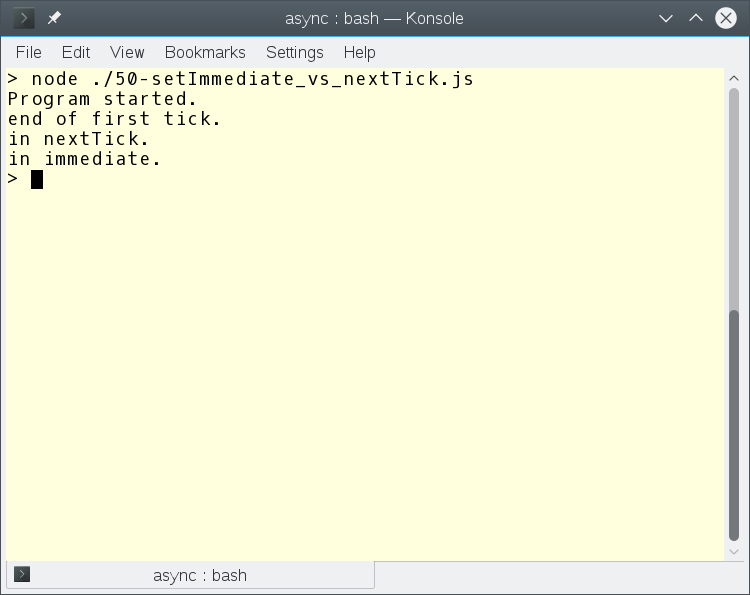 async : bash — Konsole
File Edit View Bookmarks Settings Help
> node ./50-setImmediate_vs_nextTick.js
Program started.
end of first tick.
in nextTick.
in immediate.
>
async : bash